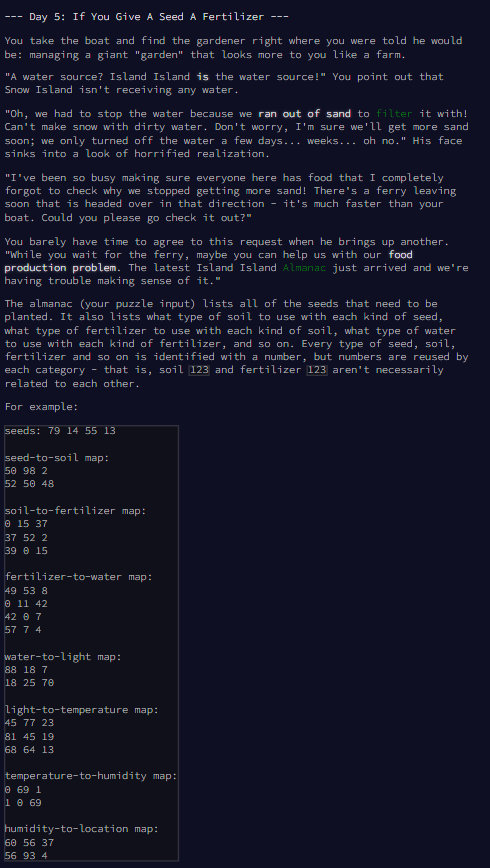 --- Day 5: If You Give A Seed A Fertilizer ---
You take the boat and find the gardener right where you were told he would
be: managing a giant "garden" that looks more to you like a farm.
"A water source? Island Island is the water source!" You point out that
Snow Island isn't receiving any water.
"Oh, we had to stop the water because we ran out of sand to filter it with!
Can't make snow with dirty water. Don't worry, I'm sure we'll get more sand
soon; we only turned off the water a few days... weeks... oh no." His face
sinks into a look of horrified realization.
"I've been so busy making sure everyone here has food that I completely
forgot to check why we stopped getting more sand! There's a ferry leaving
soon that is headed over in that direction - it's much faster than your
boat. Could you please go check it out?"
You barely have time to agree to this request when he brings up another.
"While you wait for the ferry, maybe you can help us with our food
production problem. The latest Island Island Almanac just arrived and we're
having trouble making sense of it."
The almanac (your puzzle input) lists all of the seeds that need to be
planted. It also lists what type of soil to use with each kind of seed,
what type of fertilizer to use with each kind of soil, what type of water
to use with each kind of fertilizer, and so on. Every type of seed, soil,
fertilizer and so on is identified with a number, but numbers are reused by
each category - that is, soil 123 and fertilizer 123 aren't necessarily
related to each other.
For example:
seeds: 79 14 55 13
seed-to-soil map:
50 98 2
52 50 48
soil-to-fertilizer map:
0 15 37
37 52 2
39 0 15
fertilizer-to-water map:
49 53 8
0 11 42
42 0 7
57 7 4
water-to-light map:
88 18 7
18 25 70
light-to-temperature map:
45 77 23
81 45 19
68 64 13
temperature-to-humidity map:
0 69 1
1 0 69
humidity-to-location map:
60 56 37
56 93 4